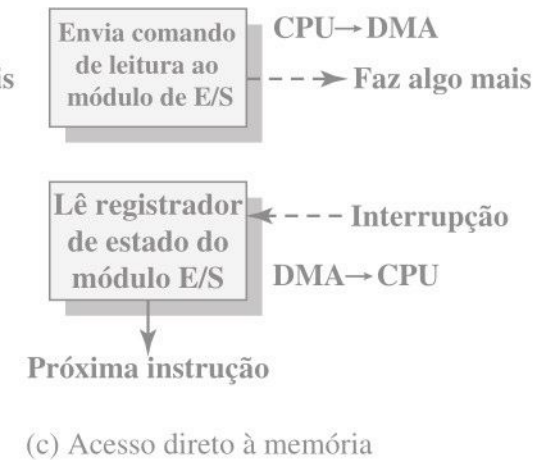 Envia comando
de leitura ao
módulo de E/S
CPU→DMA
Faz algo mais
Lê registrador
de estado do
módulo E/S
Interrupção
DMA→CPU
Próxima instrução
(c) Acesso direto à memória